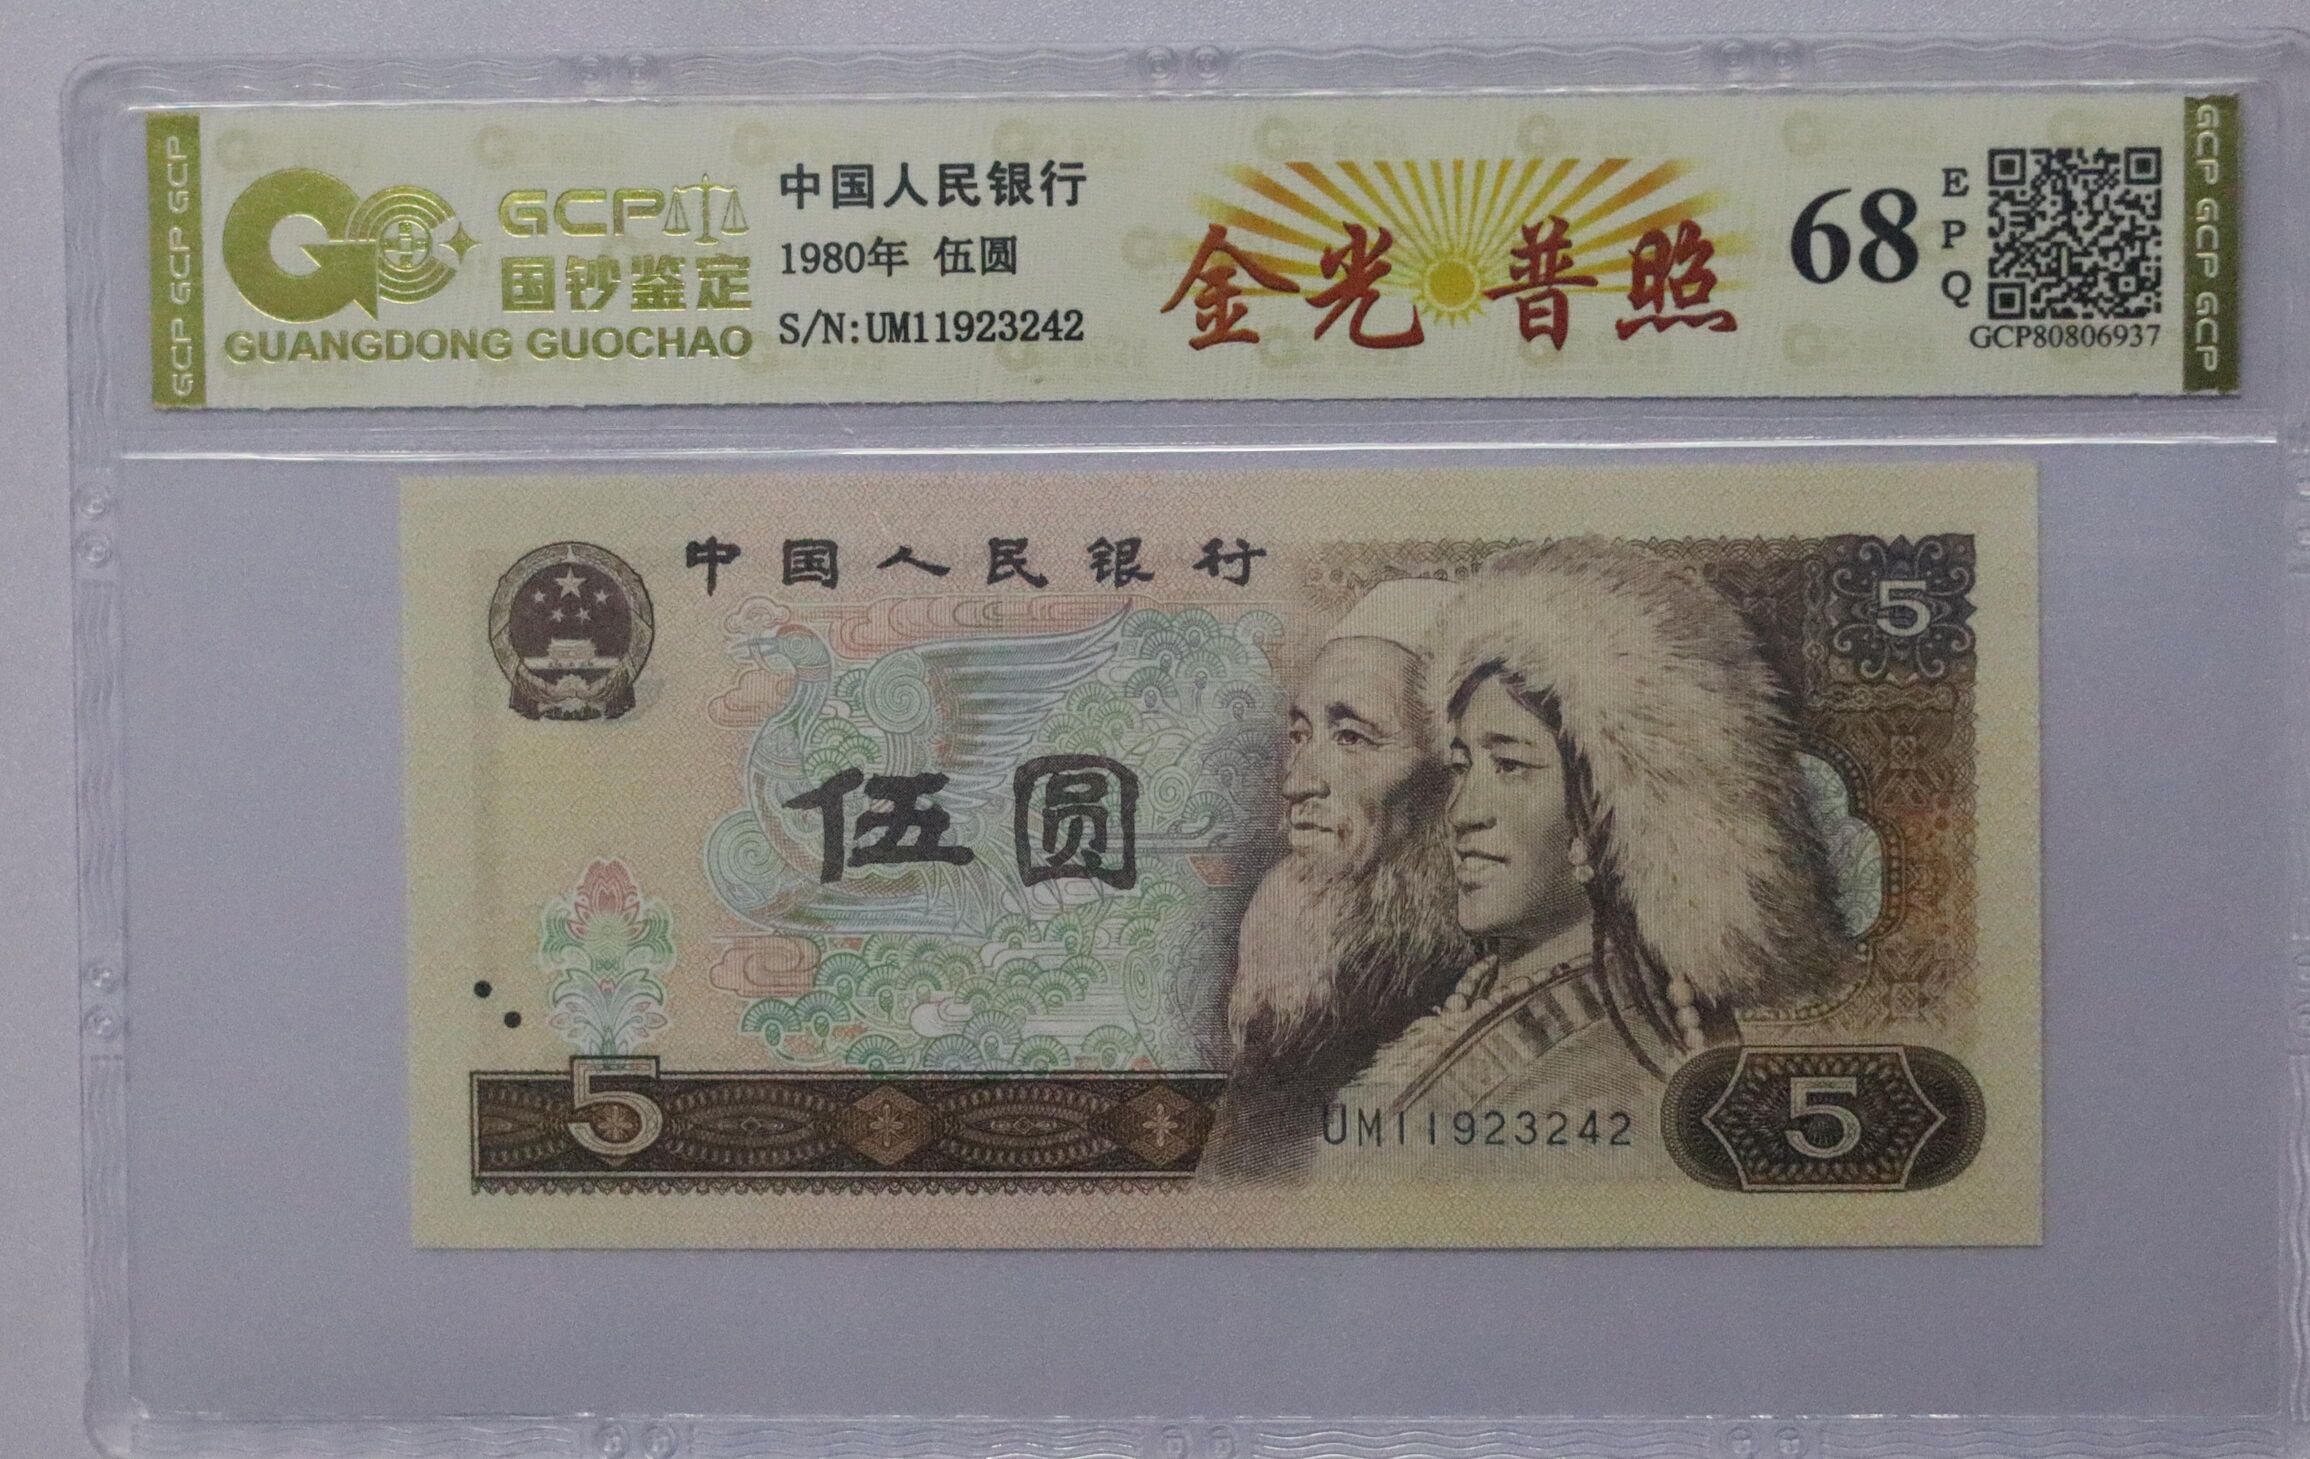 GCP GCP GCP
GCP
国钞鉴定
GUANGDONG GUOCHAO
中国人民银行
1980年 伍圆
S/N:UM11923242
金光普照
68
EPQ
GCP80806937
GCP GCP GCP GCP
中国人民银行
5
伍圆
5
UM11923242
5